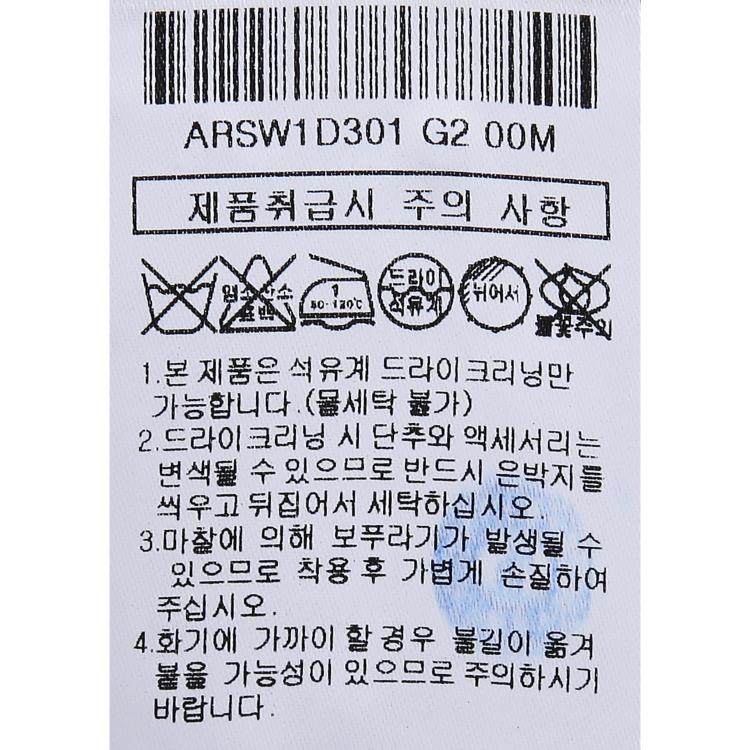 ARSW1D301 G2 00M
제품취급시 주의 사항
염소산소 표백
1
80-120℃
드라이
석유계
뒤어서
불꽃주의
1.본 제품은 석유계 드라이크리닝만
가능합니다.(물세탁 불가)
2.드라이크리닝 시 단추와 액세서리는
변색될 수 있으므로 반드시 은박지를
씌우고 뒤집어서 세탁하십시오.
3.마찰에 의해 보푸라기가 발생될 수
있으므로 착용 후 가볍게 손질하여
주십시오.
4.화기에 가까이 할 경우 불길이 옮겨
붙을 가능성이 있으므로 주의하시기
바랍니다.